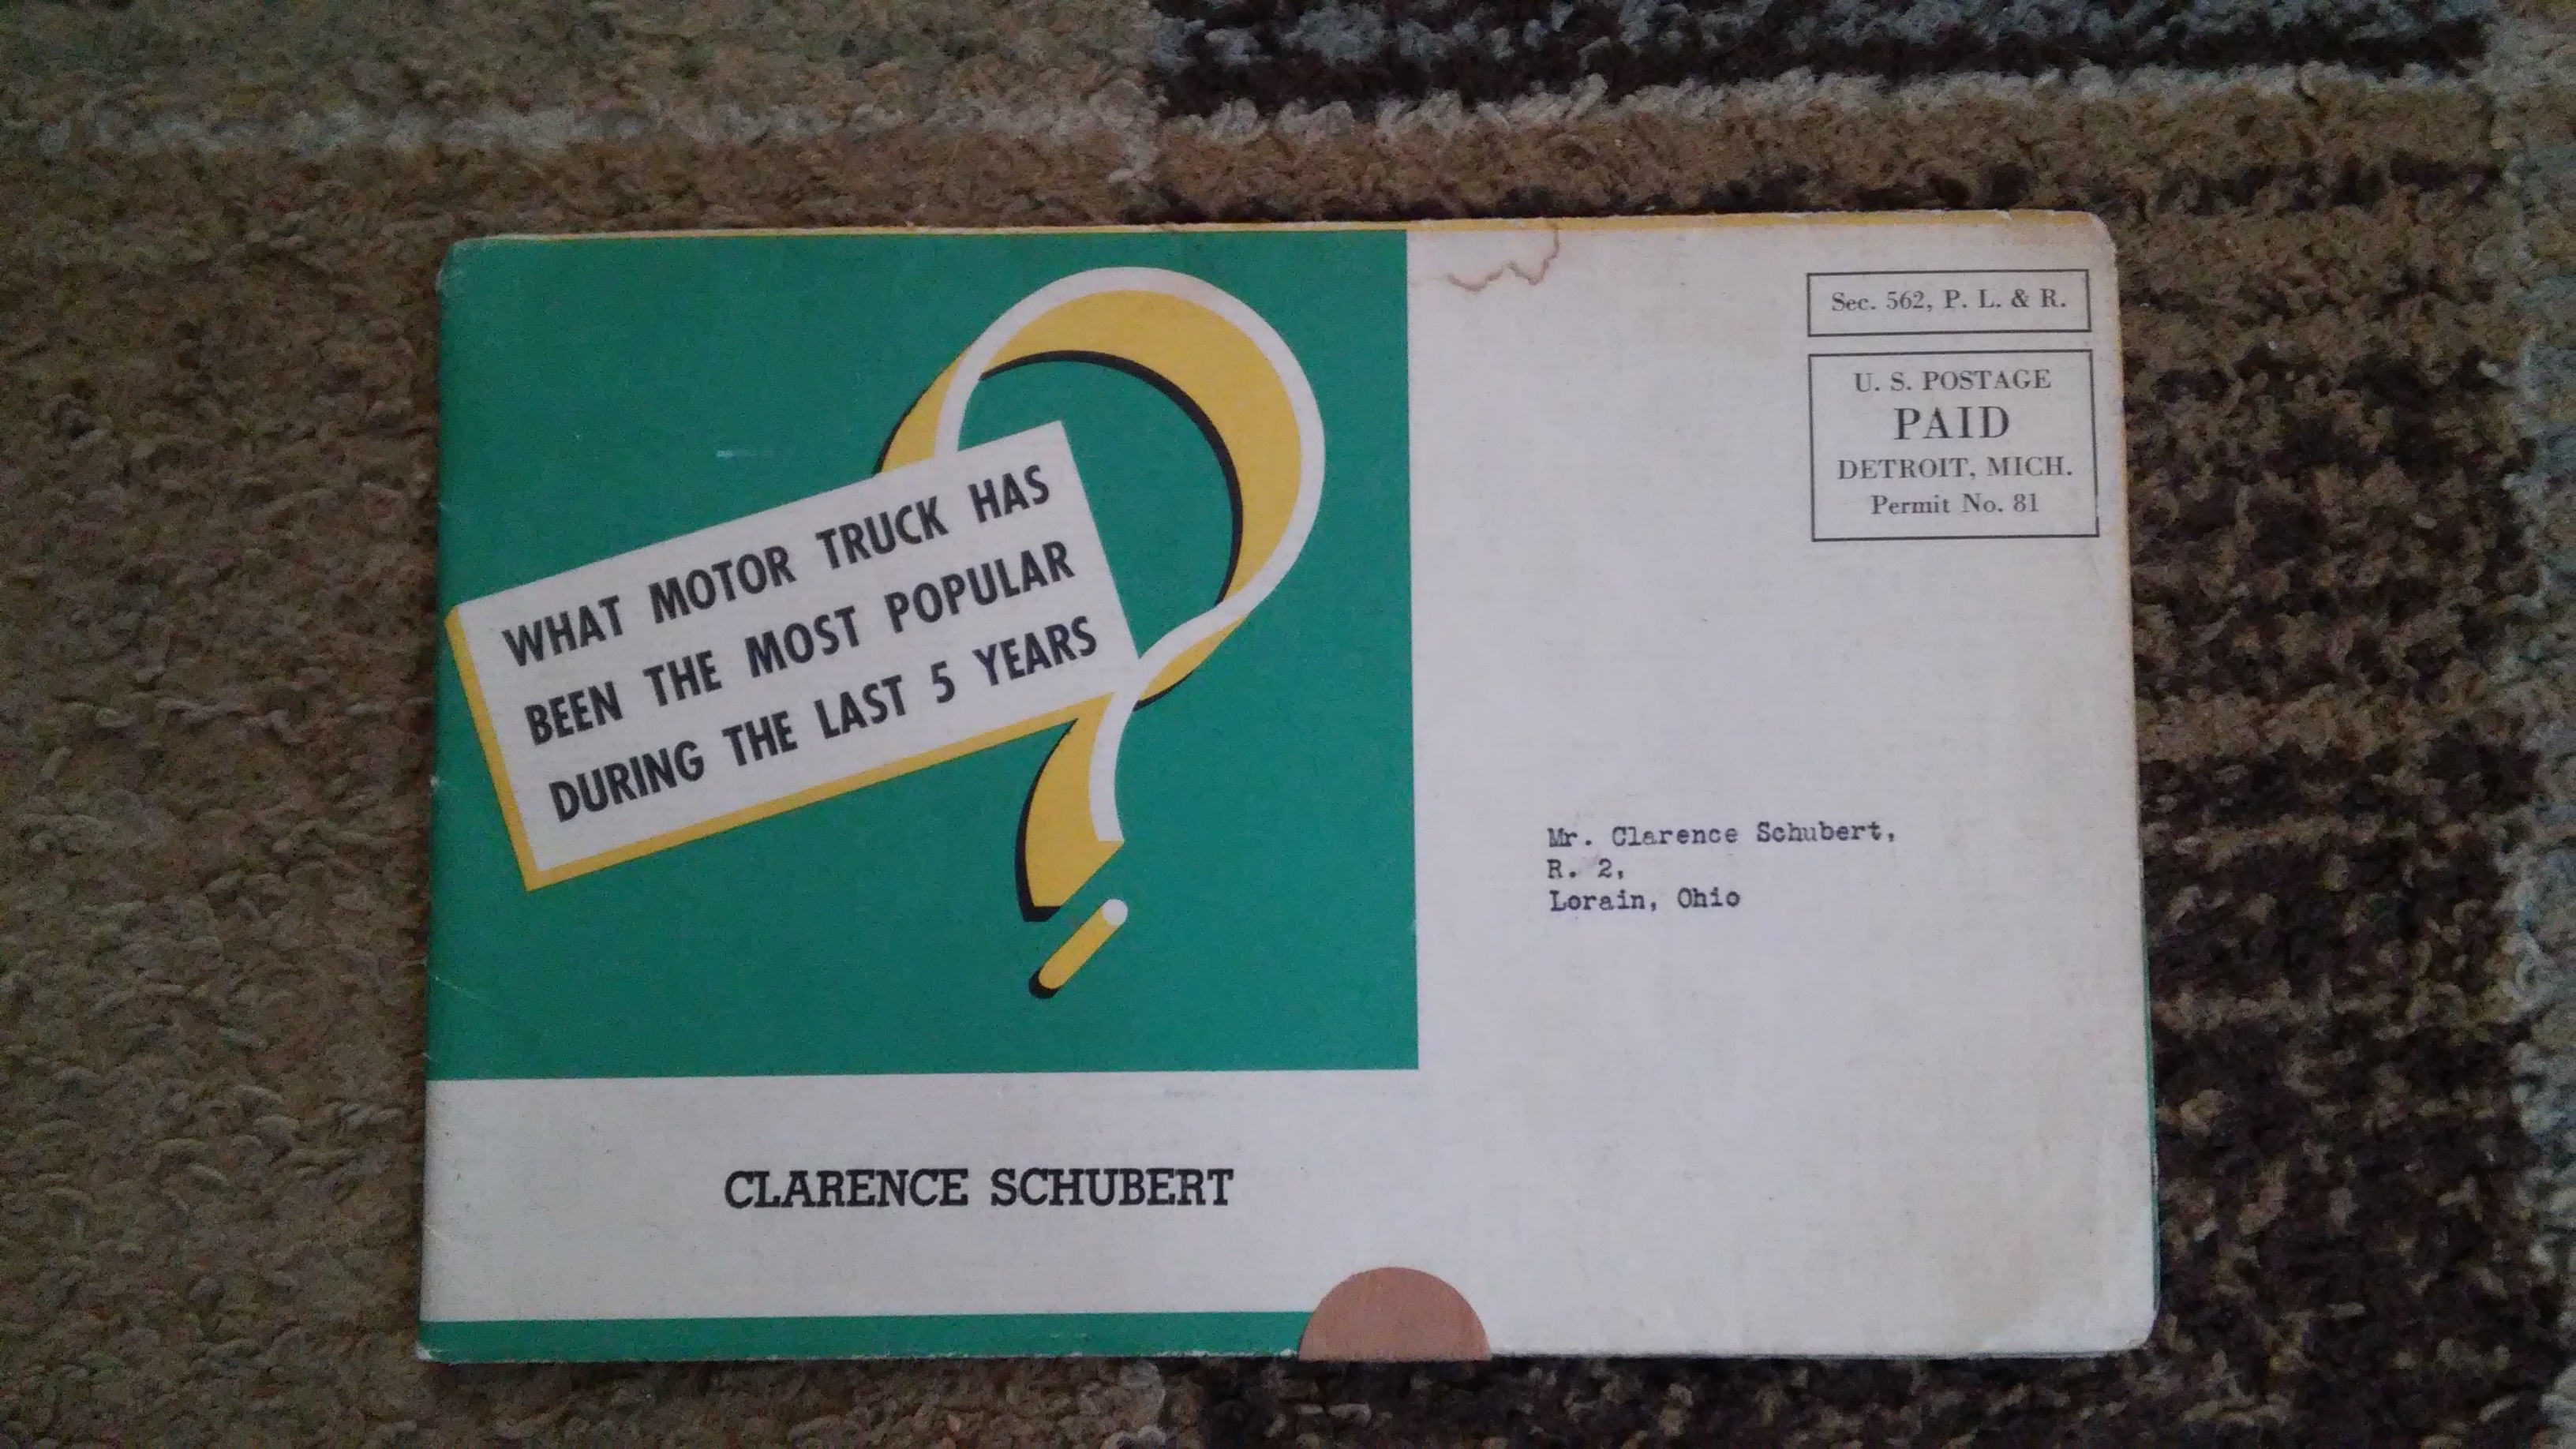 WHAT MOTOR TRUCK HAS
BEEN THE MOST POPULAR
DURING THE LAST 5 YEARS
CLARENCE SCHUBERT
Sec. 562, P. L. & R.
U. S. POSTAGE
PAID
DETROIT, MICH.
Permit No. 81
Mr. Clarence Schubert,
R. 2,
Lorain, Ohio